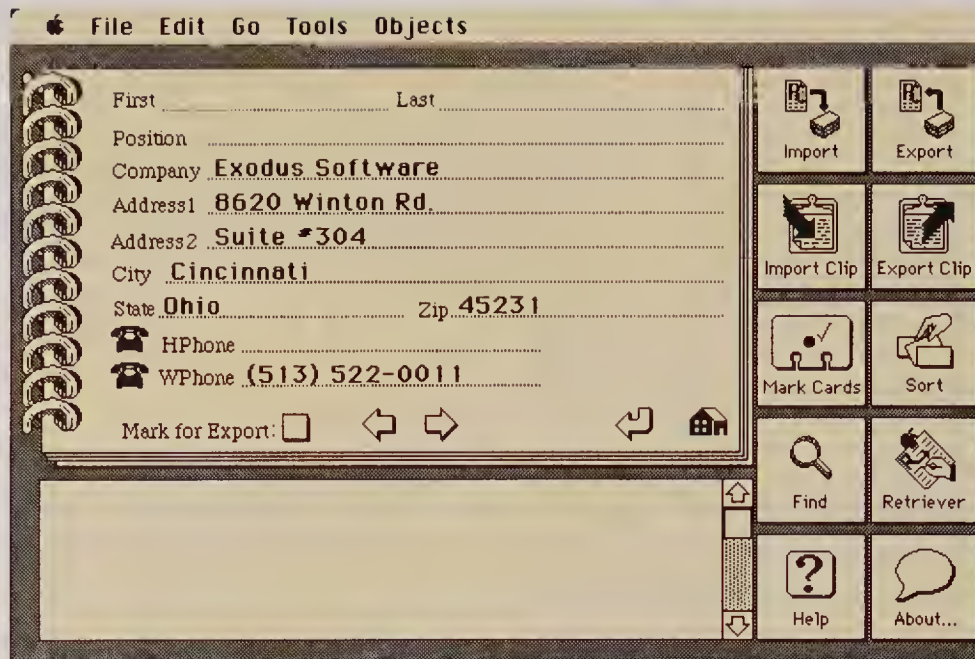 File Edit Go Tools Objects
First Last
Position
Company Exodus Software
Address1 8620 Winton Rd.
Address2 Suite #304
City Cincinnati
State Ohio Zip 45231
HPhone
WPhone (513) 522-0011
Mark for Export:
Import Export
Import Clip Export Clip
Mark Cards Sort
Find Retriever
Help About...